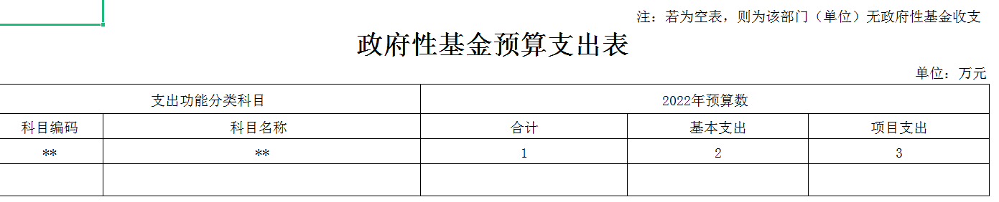 注：若为空表，则为该部门（单位）无政府性基金收支
政府性基金预算支出表
单位：万元
支出功能分类科目 2022年预算数
科目编码 科目名称 合计 基本支出 项目支出
** ** 1 2 3